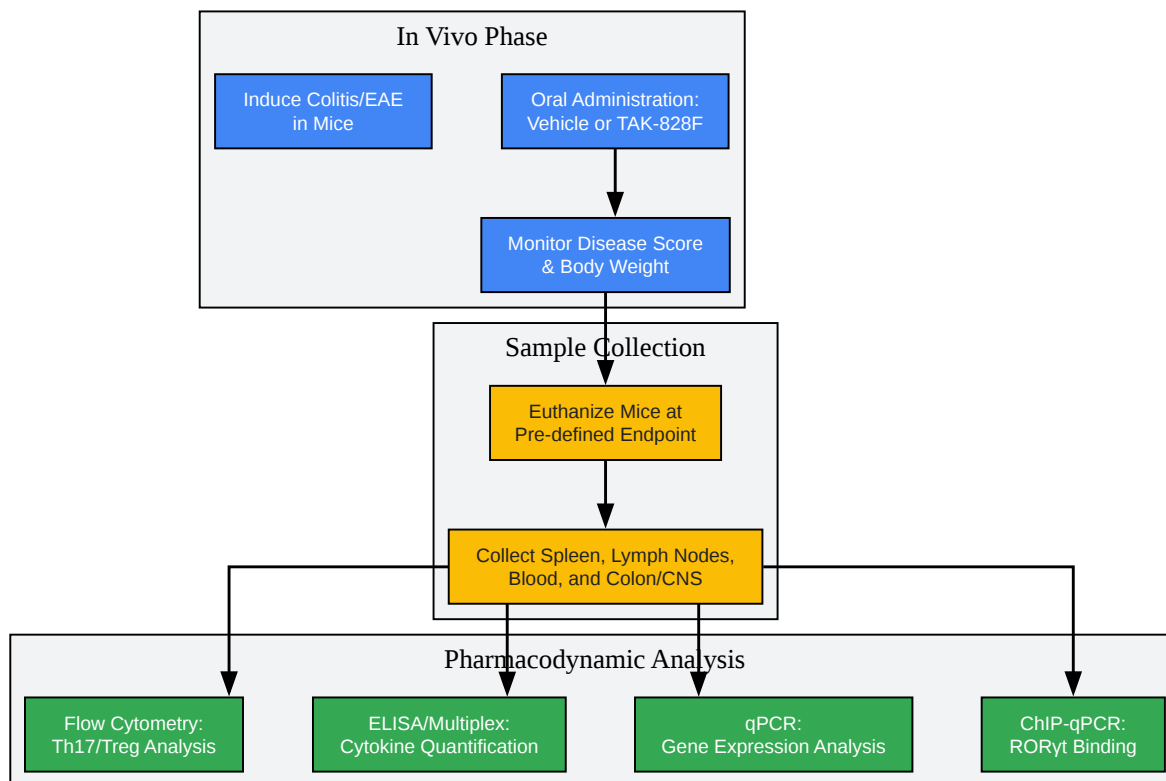 In Vivo Phase
Induce Colitis/EAE
in Mice
Oral Administration:
Vehicle or TAK-828F
Monitor Disease Score
& Body Weight
Sample Collection
Euthanize Mice at
Pre-defined Endpoint
Collect Spleen, Lymph Nodes,
Blood, and Colon/CNS
Pharmacodynamic Analysis
Flow Cytometry:
Th17/Treg Analysis
ELISA/Multiplex:
Cytokine Quantification
qPCR:
Gene Expression Analysis
ChIP-qPCR:
RORγt Binding